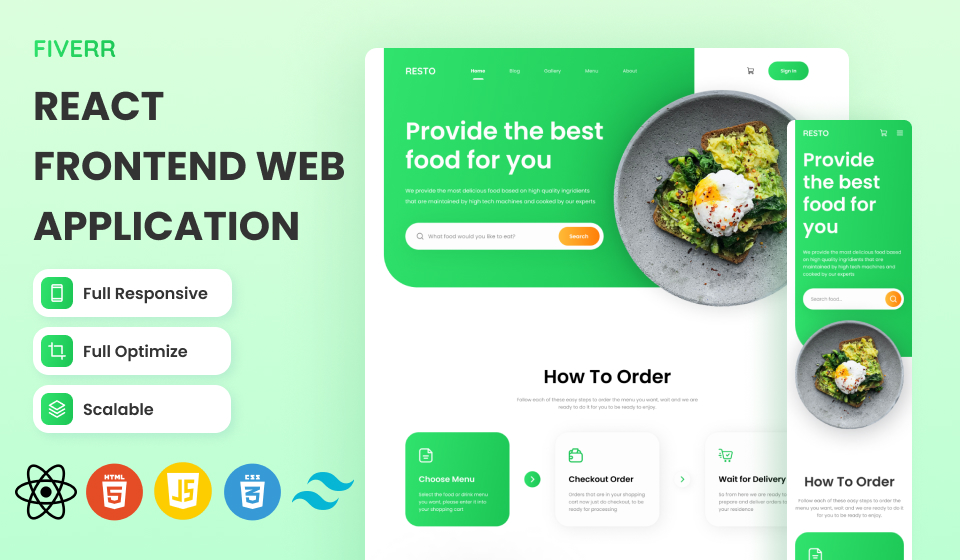 FIVERR
REACT
FRONTEND WEB
APPLICATION
Full Responsive
Full Optimize
Scalable
HTML
5
JS
CSS
3
RESTO
Home
Blog
Gallery
Menu
About
Sign In
Provide the best
food for you
We provide the most delicious food based on high quality ingridients
that are maintained by high tech machines and cooked by our experts
What food would you like to eat?
Search
How To Order
Follow each of these easy steps to order the menu you want, wait and we are
ready to do it for you to be ready to enjoy.
Choose Menu
Select the food or drink menu
you want, please enter it into
your shopping cart
Checkout Order
Orders that are in your shopping
cart now just do checkout, to be
ready for processing
Wait for Delivery
So from here we are ready to
prepare and deliver orders to
your residence
RESTO
Provide
the best
food for
you
We provide the most delicious food based
on high quality ingridients that are
maintained by high tech machines and
cooked by our experts
Search food...
How To Order
Follow each of these easy steps to order the
menu you want, wait and we are ready to do it
for you to be ready to enjoy.